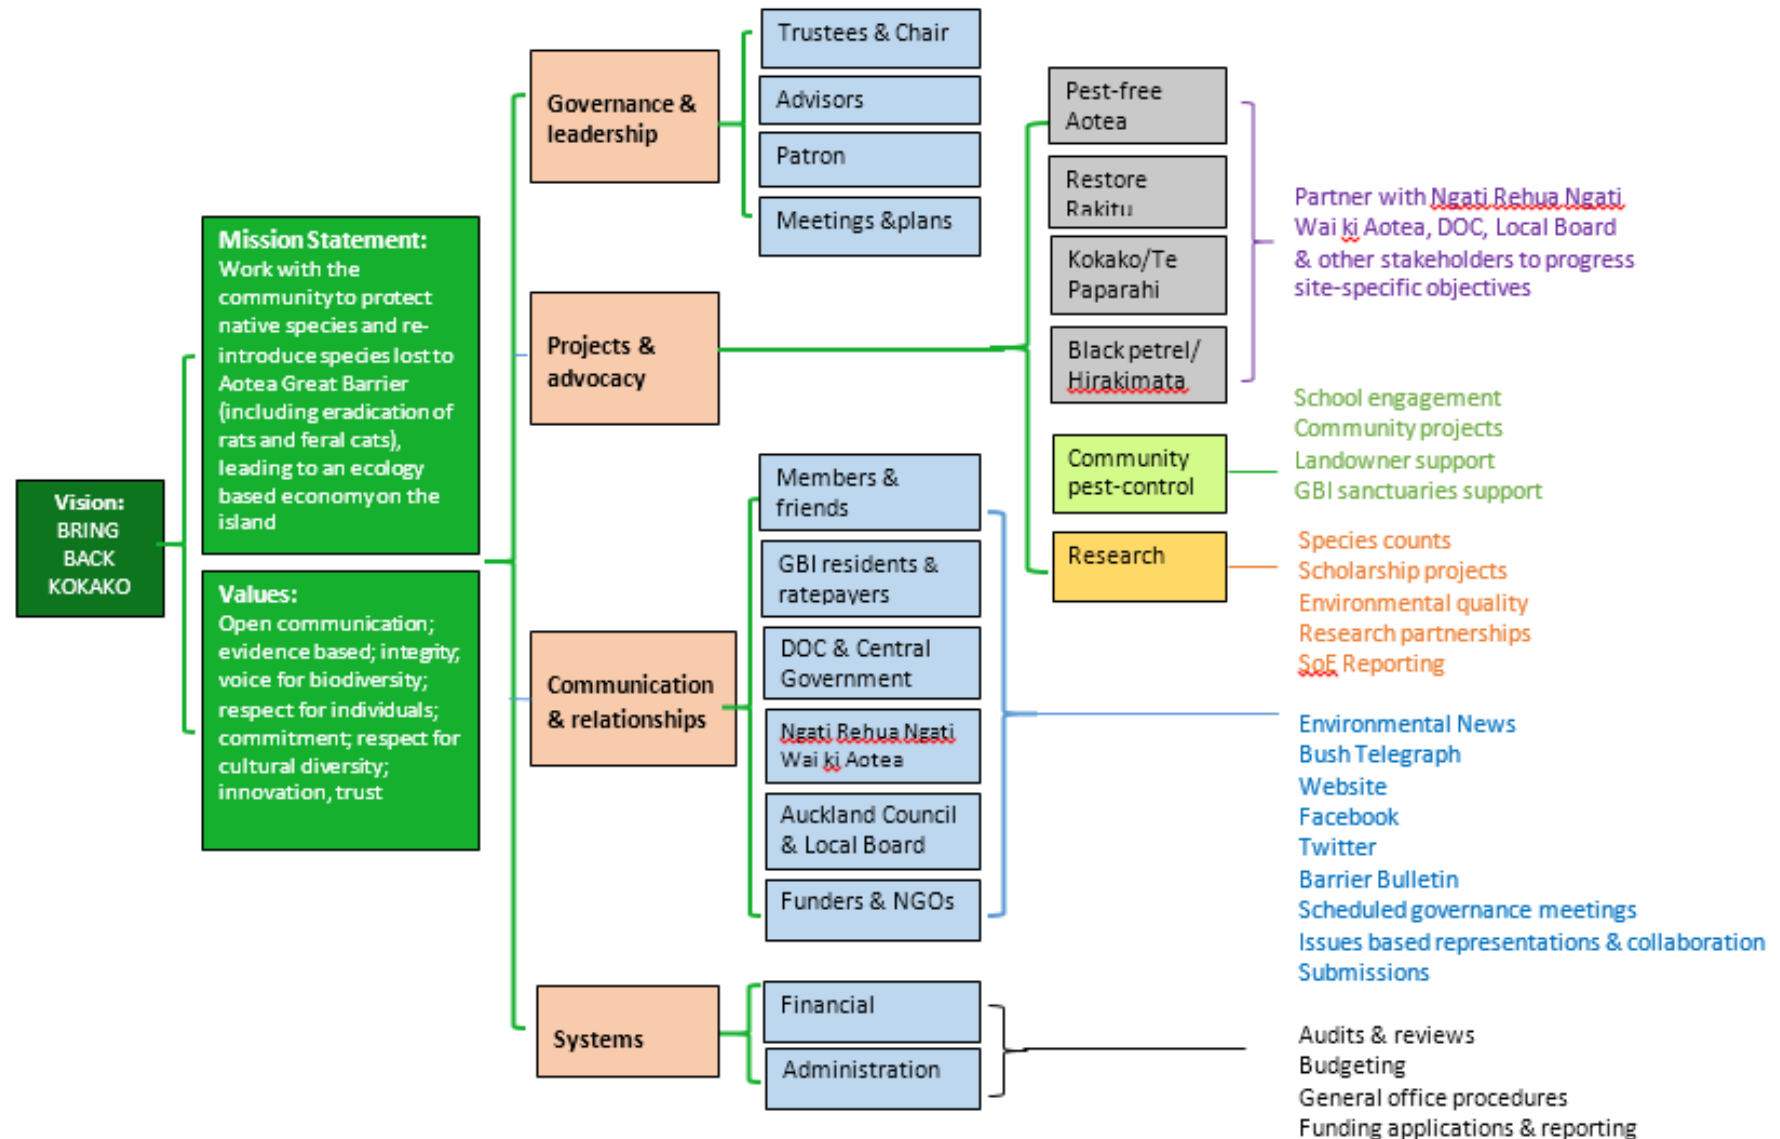 Vision:
BRING
BACK
KOKAKO
Mission Statement:
Work with the
community to protect
native species and re-
introduce species lost to
Aotea Great Barrier
(including eradication of
rats and feral cats),
leading to an ecology
based economy on the
island
Values:
Open communication;
evidence based; integrity;
voice for biodiversity;
respect for individuals;
commitment; respect for
cultural diversity;
innovation, trust
Governance &
leadership
Trustees & Chair
Advisors
Patron
Meetings &plans
Projects &
advocacy
Pest-free
Aotea
Restore
Rakitu
Kokako/Te
Paparahi
Black petrel/
Hirakimata
Partner with Ngati Rehua Ngati
Wai ki Aotea, DOC, Local Board
& other stakeholders to progress
site-specific objectives
Community
pest-control
School engagement
Community projects
Landowner support
GBI sanctuaries support
Research
Species counts
Scholarship projects
Environmental quality
Research partnerships
SoE Reporting
Communication
& relationships
Members &
friends
GBI residents &
ratepayers
DOC & Central
Government
Ngati Rehua Ngati
Wai ki Aotea
Auckland Council
& Local Board
Funders & NGOs
Environmental News
Bush Telegraph
Website
Facebook
Twitter
Barrier Bulletin
Scheduled governance meetings
Issues based representations & collaboration
Submissions
Systems
Financial
Administration
Audits & reviews
Budgeting
General office procedures
Funding applications & reporting